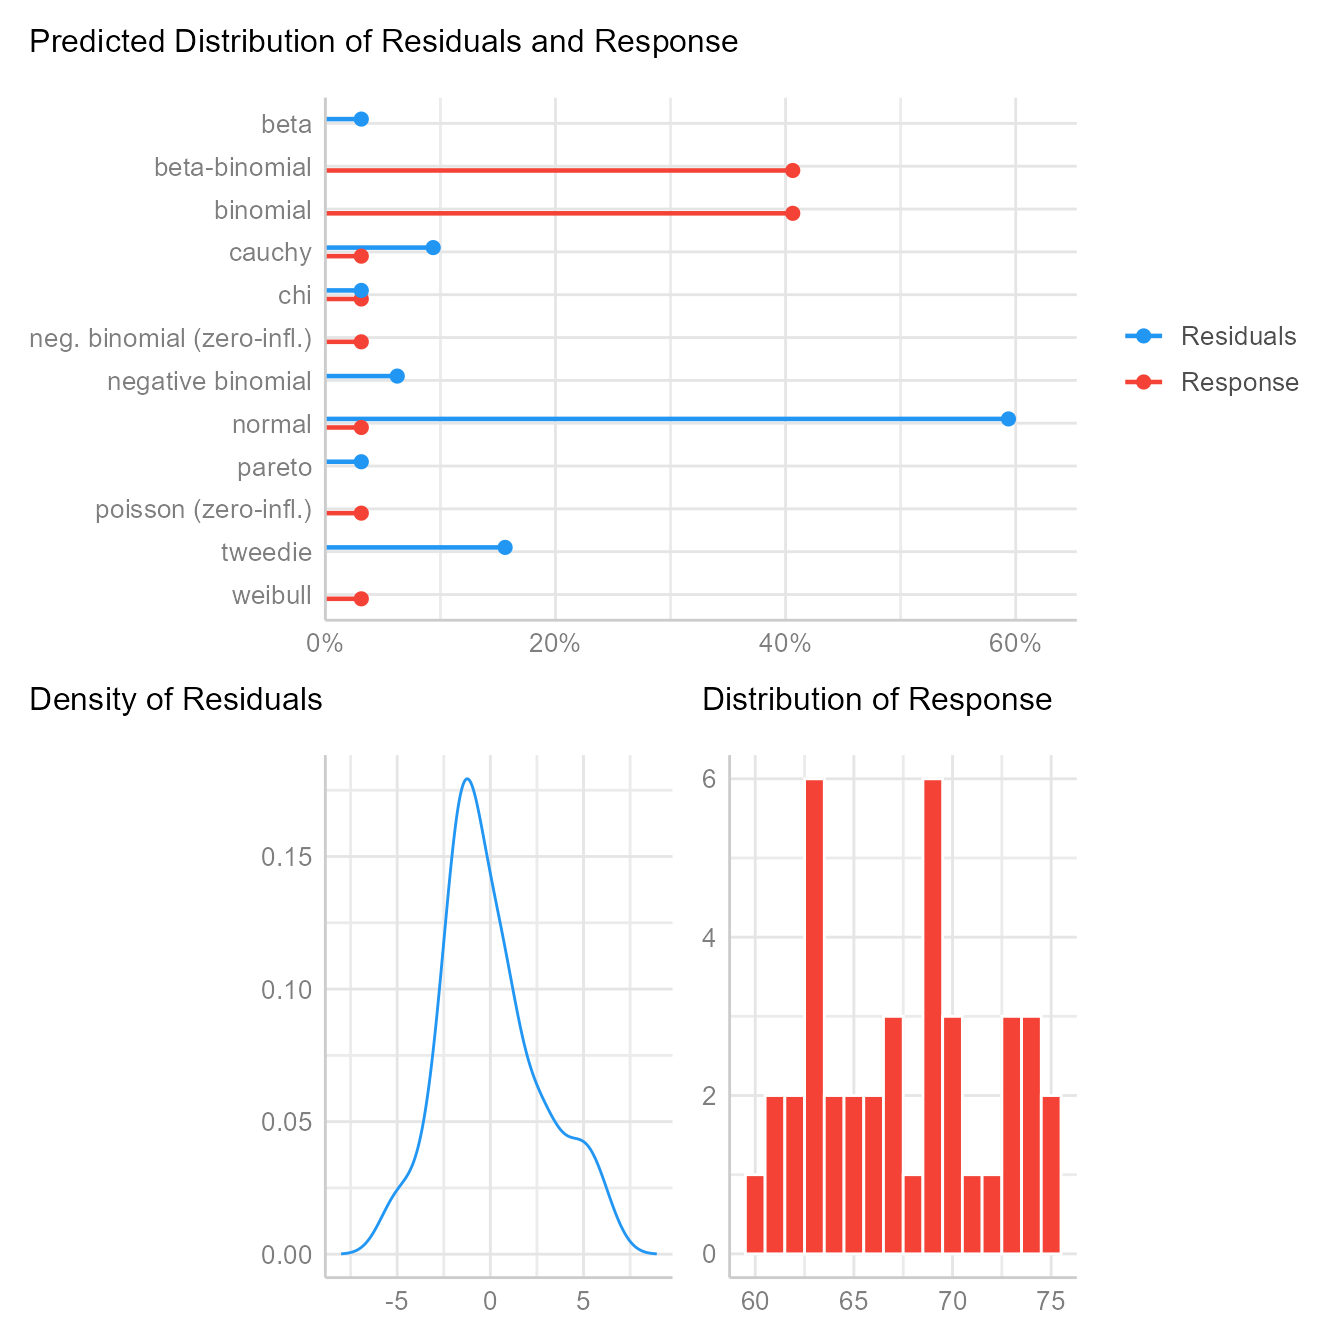 Predicted Distribution of Residuals and Response
beta
beta-binomial
binomial
cauchy
chi
neg. binomial (zero-infl.)
negative binomial
normal
pareto
poisson (zero-infl.)
tweedie
weibull
0% 20% 40% 60%
Residuals
Response
Density of Residuals
0.15
0.10
0.05
0.00
-5 0 5
Distribution of Response
6
4
2
0
60 65 70 75